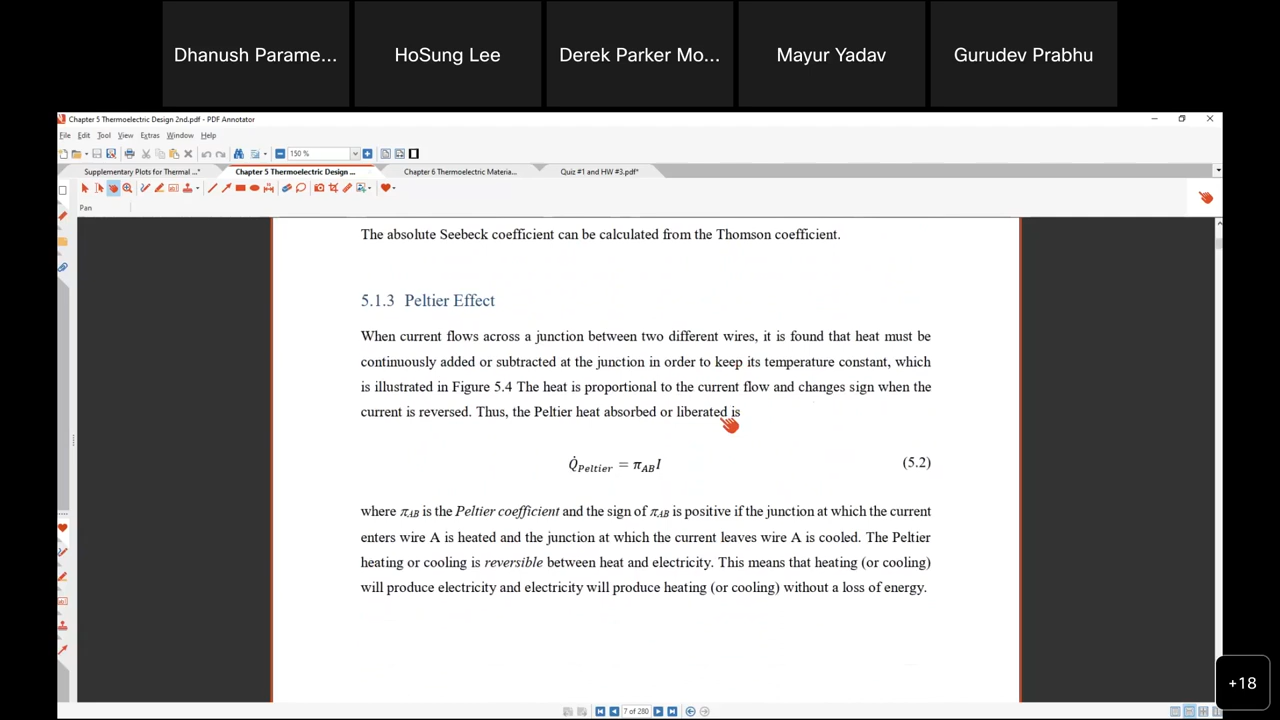 Dhanush Parame...
HoSung Lee
Derek Parker Mo...
Mayur Yadav
Gurudev Prabhu
Chapter 5 Thermoelectric Design 2nd.pdf - PDF Annotator
File Edit Tool View Extras Window Help
150 %
Supplementary Plots for Thermal ...*
Chapter 5 Thermoelectric Design ...
Chapter 6 Thermoelectric Materia...
Quiz #1 and HW #3.pdf*
Pan
The absolute Seebeck coefficient can be calculated from the Thomson coefficient.
5.1.3 Peltier Effect
When current flows across a junction between two different wires, it is found that heat must be
continuously added or subtracted at the junction in order to keep its temperature constant, which
is illustrated in Figure 5.4 The heat is proportional to the current flow and changes sign when the
current is reversed. Thus, the Peltier heat absorbed or liberated is
Q̇Peltier = πABI (5.2)
where πAB is the Peltier coefficient and the sign of πAB is positive if the junction at which the current
enters wire A is heated and the junction at which the current leaves wire A is cooled. The Peltier
heating or cooling is reversible between heat and electricity. This means that heating (or cooling)
will produce electricity and electricity will produce heating (or cooling) without a loss of energy.
7 of 280
+18